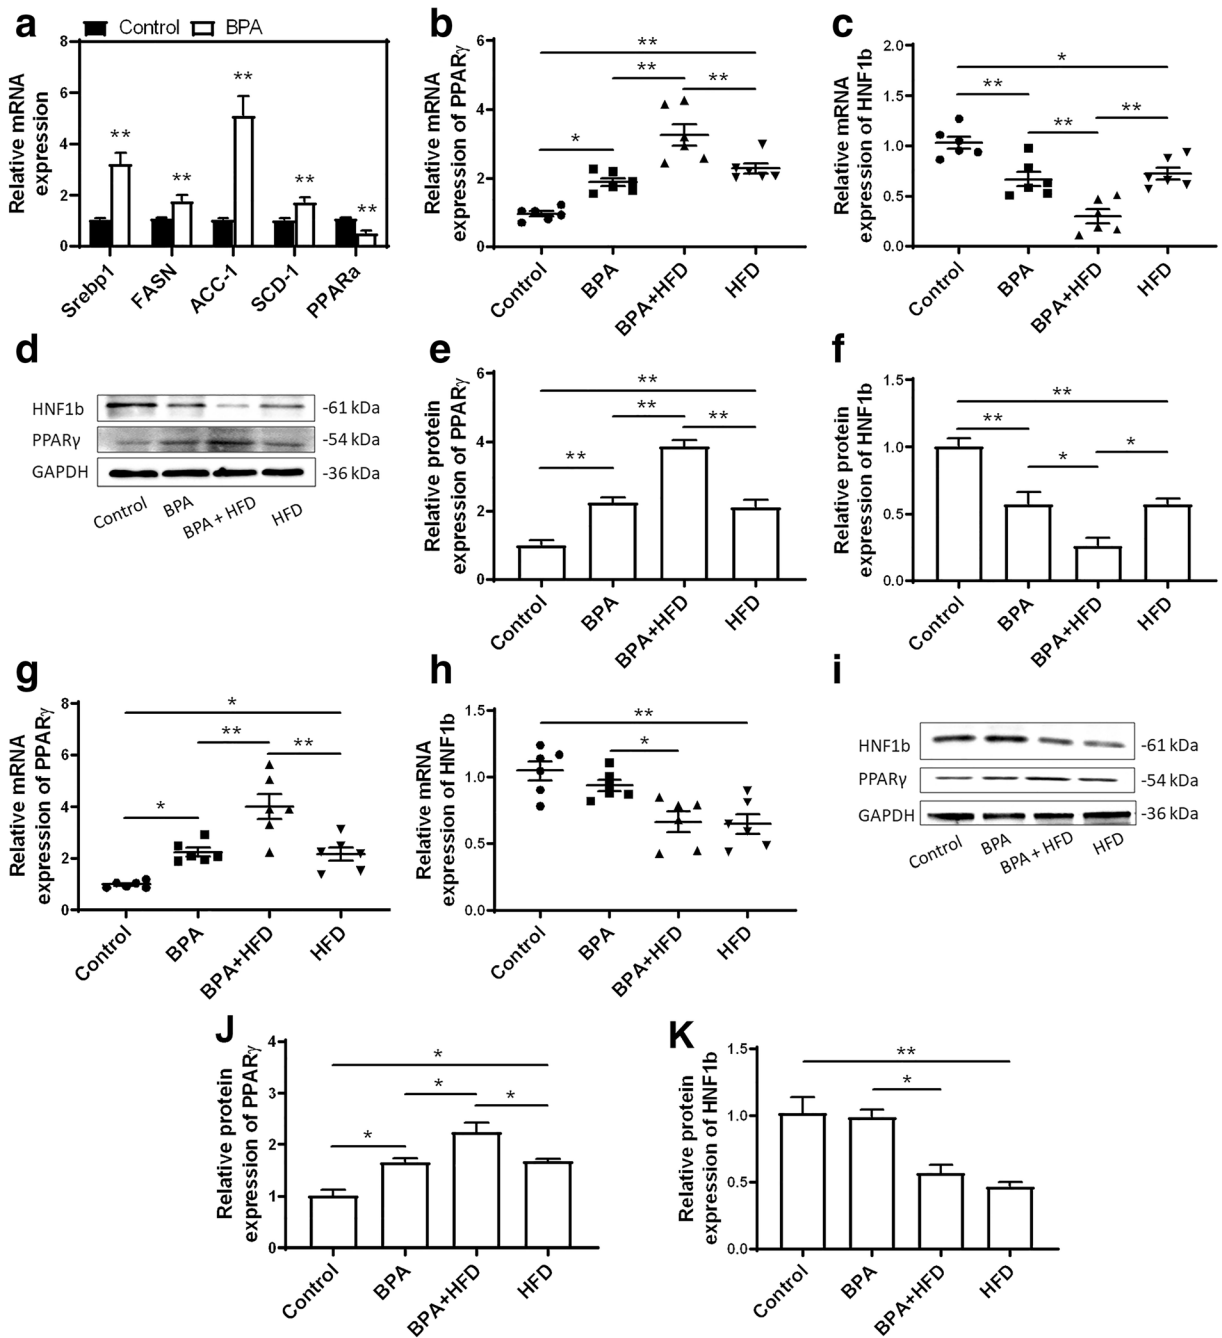 a
Control BPA
Relative mRNA
expression
8
6
4
2
0
**
**
**
**
**
Srebp1
FASN
ACC-1
SCD-1
PPARa
b
Relative mRNA
expression of PPARγ
6
4
2
0
**
**
**
*
Control
BPA
BPA+HFD
HFD
c
Relative mRNA
expression of HNF1b
2.0
1.5
1.0
0.5
0.0
*
**
**
**
Control
BPA
BPA+HFD
HFD
d
HNF1b -61 kDa
PPARγ -54 kDa
GAPDH -36 kDa
Control BPA BPA + HFD HFD
e
Relative protein
expression of PPARγ
6
4
2
0
**
**
**
**
Control
BPA
BPA+HFD
HFD
f
Relative protein
expression of HNF1b
1.5
1.0
0.5
0.0
**
**
*
*
Control
BPA
BPA+HFD
HFD
g
Relative mRNA
expression of PPARγ
8
6
4
2
0
*
**
**
*
Control
BPA
BPA+HFD
HFD
h
Relative mRNA
expression of HNF1b
1.5
1.0
0.5
0.0
**
*
Control
BPA
BPA+HFD
HFD
i
HNF1b -61 kDa
PPARγ -54 kDa
GAPDH -36 kDa
Control BPA BPA + HFD HFD
J
Relative protein
expression of PPARγ
4
3
2
1
0
*
*
*
*
Control
BPA
BPA+HFD
HFD
K
Relative protein
expression of HNF1b
1.5
1.0
0.5
0.0
**
*
Control
BPA
BPA+HFD
HFD